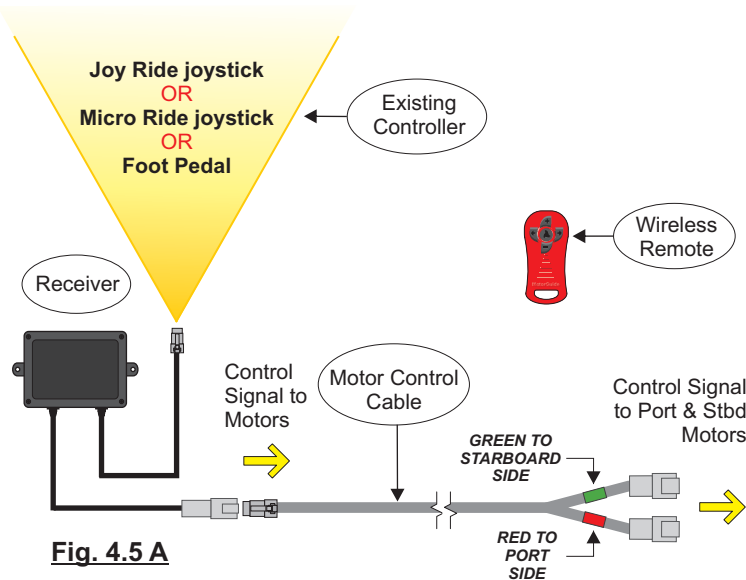 Joy Ride joystick
OR
Micro Ride joystick
OR
Foot Pedal
Existing
Controller
Wireless
Remote
MotorGuide
Receiver
Control
Signal to
Motors
Motor Control
Cable
Control Signal
to Port & Stbd
Motors
GREEN TO
STARBOARD
SIDE
RED TO
PORT
SIDE
Fig. 4.5 A